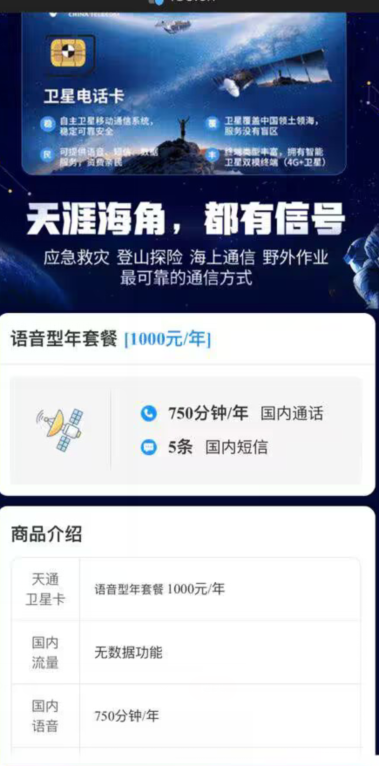 CHINA TELECOM
卫星电话卡
稳 自主卫星移动通信系统，
稳定可靠安全
覆 卫星覆盖中国领土领海，
服务没有盲区
民 可提供语音、短信、数据
服务，资费亲民
丰 终端类型丰富，拥有智能
卫星双模终端（4G+卫星）
天涯海角，都有信号
应急救灾 登山探险 海上通信 野外作业
最可靠的通信方式
语音型年套餐 [1000元/年]
750分钟/年 国内通话
5条 国内短信
商品介绍
天通
卫星卡
语音型年套餐 1000元/年
国内
流量
无数据功能
国内
语音
750分钟/年